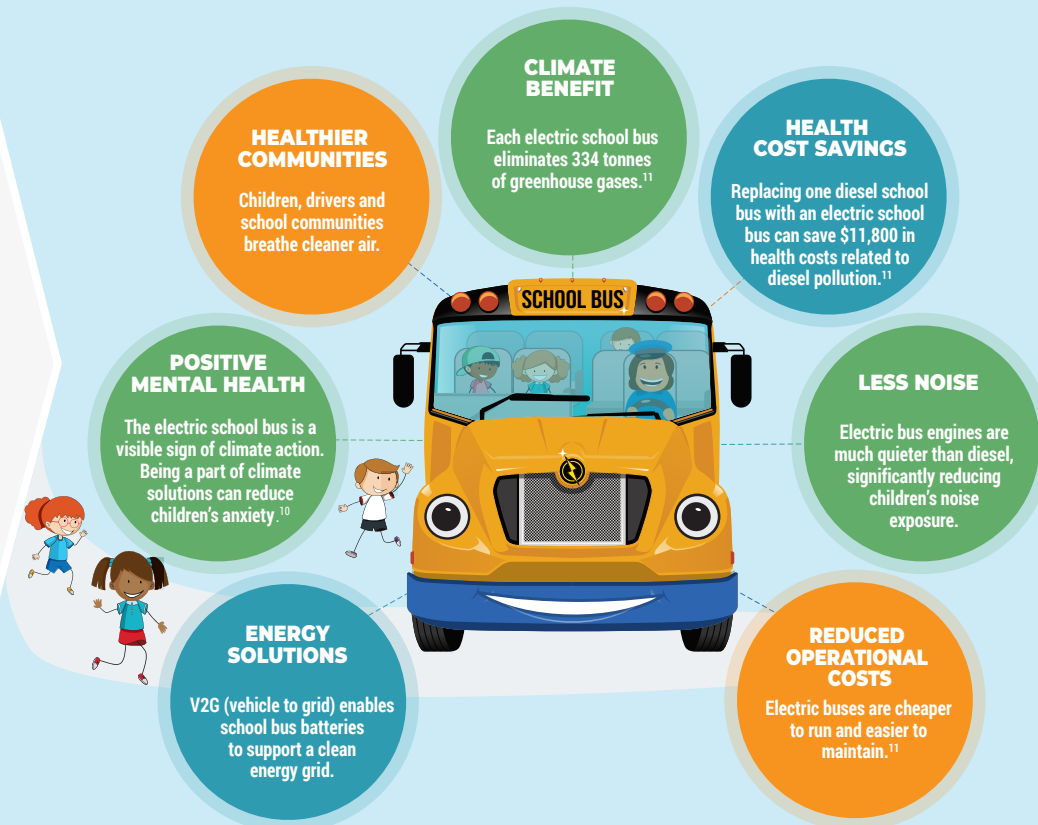 CLIMATE
BENEFIT
Each electric school bus
eliminates 334 tonnes
of greenhouse gases.11
HEALTHIER
COMMUNITIES
Children, drivers and
school communities
breathe cleaner air.
HEALTH
COST SAVINGS
Replacing one diesel school
bus with an electric school
bus can save $11,800 in
health costs related to
diesel pollution.11
SCHOOL BUS
POSITIVE
MENTAL HEALTH
The electric school bus is a
visible sign of climate action.
Being a part of climate
solutions can reduce
children's anxiety.10
LESS NOISE
Electric bus engines are
much quieter than diesel,
significantly reducing
children's noise
exposure.
ENERGY
SOLUTIONS
V2G (vehicle to grid) enables
school bus batteries
to support a clean
energy grid.
REDUCED
OPERATIONAL
COSTS
Electric buses are cheaper
to run and easier to
maintain.11